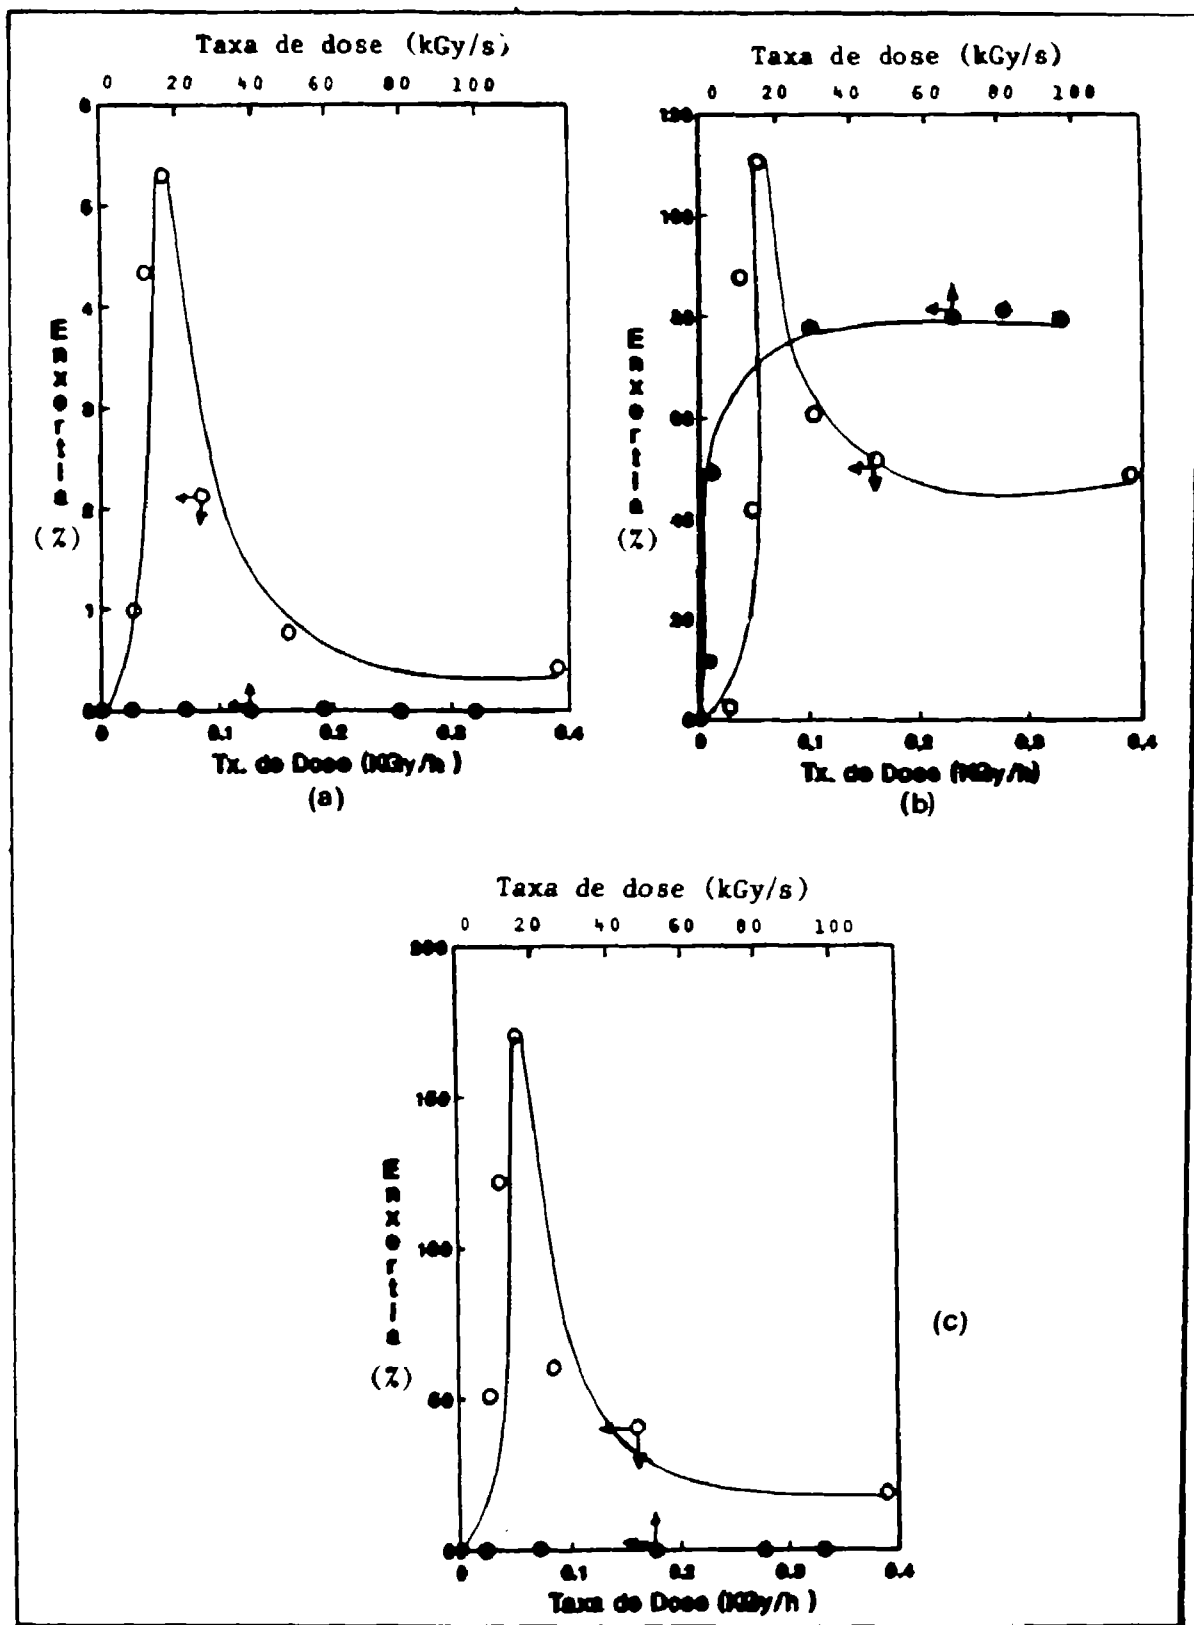 Taxa de dose (kGy/s)
0 20 40 60 80 100
6
5
4
3
2
1
0
Enxertia
(%)
0 0.1 0.2 0.3 0.4
Tx. de Dose (KGy/h)
(a)
Taxa de dose (kGy/s)
0 20 40 60 80 100
120
100
80
60
40
20
0
Enxertia
(%)
0 0.1 0.2 0.3 0.4
Tx. de Dose (KGy/h)
(b)
Taxa de dose (kGy/s)
0 20 40 60 80 100
200
150
100
50
0
Enxertia
(%)
0 0.1 0.2 0.3 0.4
Taxa de Dose (KGy/h)
(c)